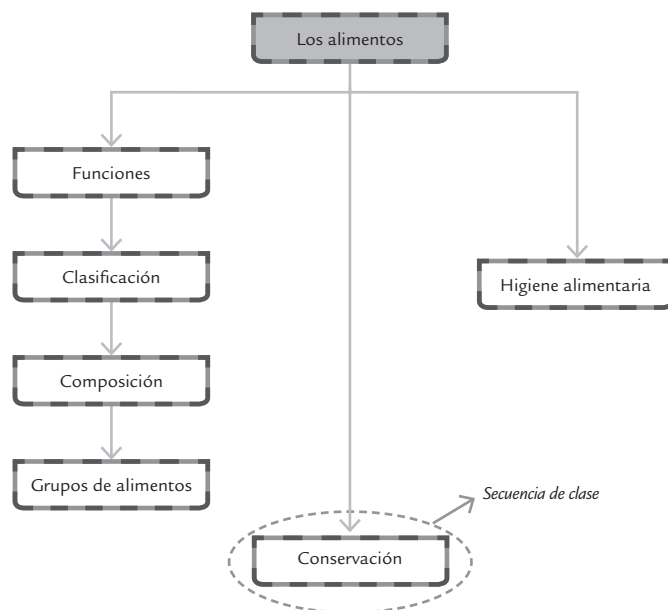 Los alimentos
Funciones
Clasificación
Higiene alimentaria
Composición
Grupos de alimentos
Secuencia de clase
Conservación